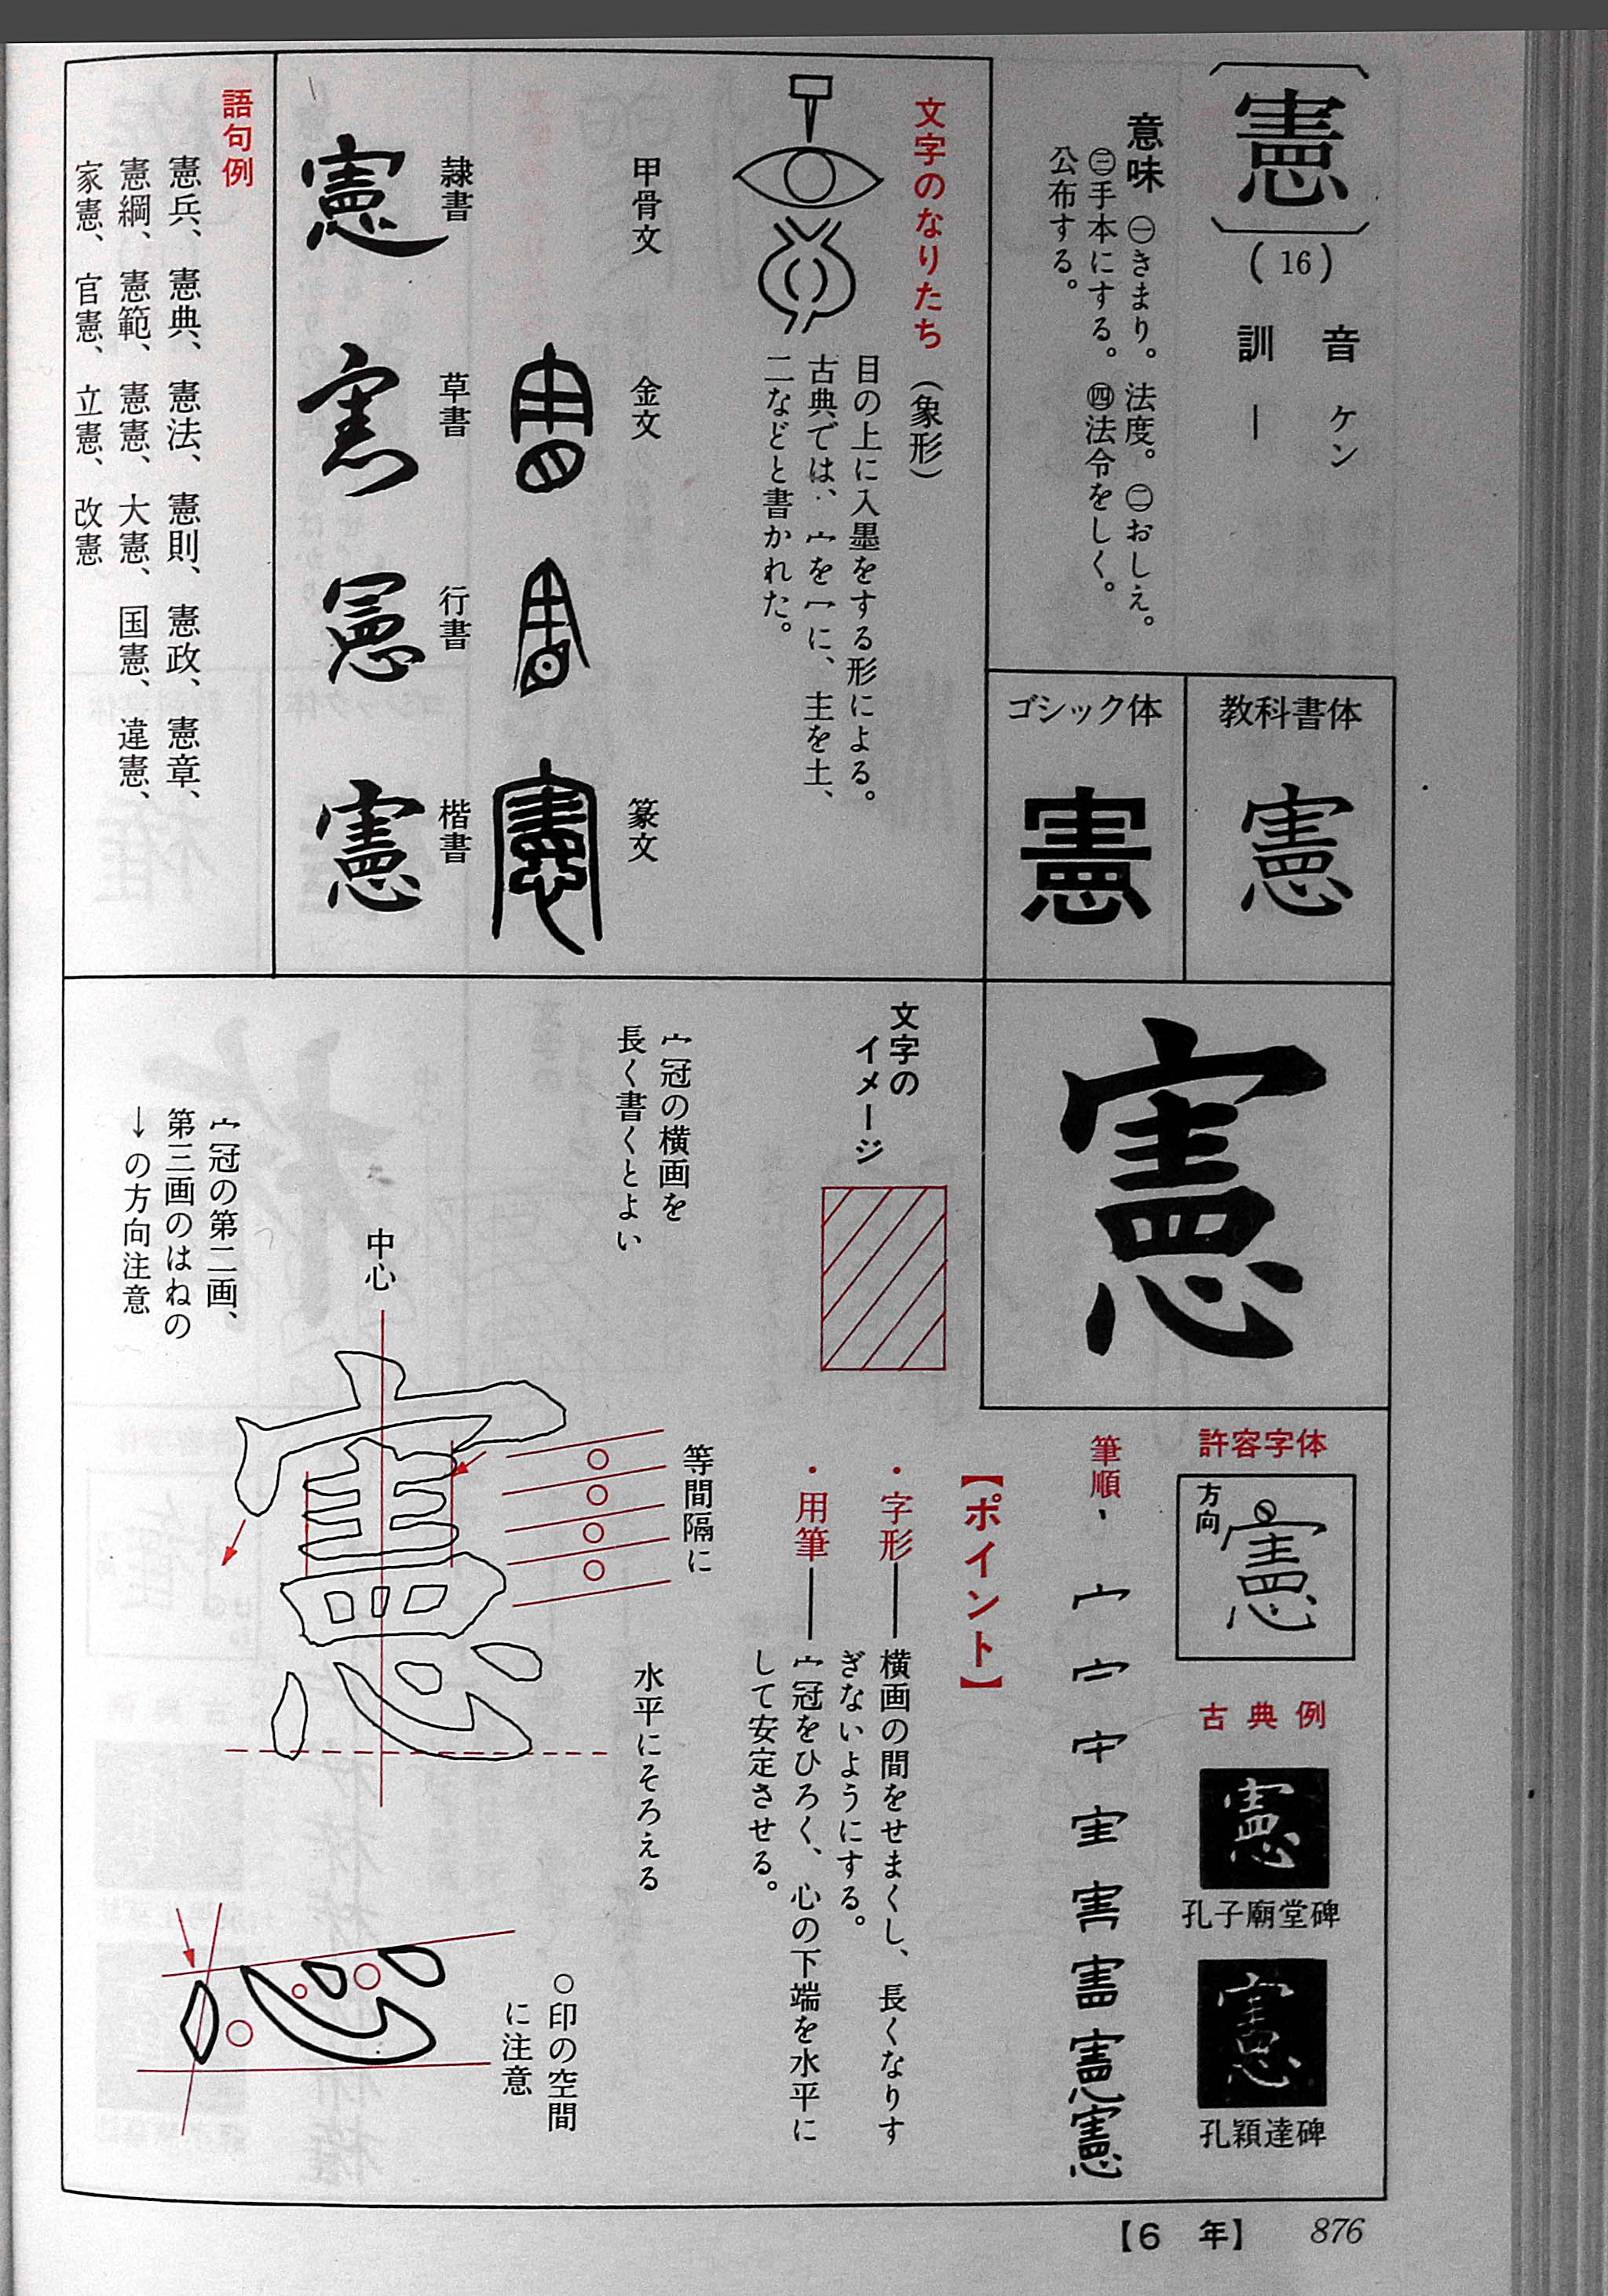 憲
(16)
音 ケン
訓 ―
意味 ㊀きまり。法度。㊁おしえ。
㊂手本にする。㊃法令をしく。
公布する。
教科書体
憲
ゴシック体
憲
文字のなりたち(象形)
目の上に入墨をする形による。
古典では、宀を冖に、主を土、
二などと書かれた。
甲骨文
金文
篆文
憲
隷書
憲
草書
憲
行書
憲
楷書
憲
語句例
憲兵、憲典、憲法、憲則、憲政、憲章、
憲綱、憲範、憲憲、大憲、国憲、違憲、
家憲、官憲、立憲、改憲
憲
文字の
イメージ
宀冠の横画を
長く書くとよい
宀冠の第二画、
第三画のはねの
↓の方向注意
中心
許容字体
方向
憲
古典例
憲
孔子廟堂碑
憲
孔穎達碑
筆順
【ポイント】
・字形――横画の間をせまくし、長くなりす
ぎないようにする。
・用筆――宀冠をひろく、心の下端を水平に
して安定させる。
等間隔に
水平にそろえる
○印の空間
に注意
【6 年】
876